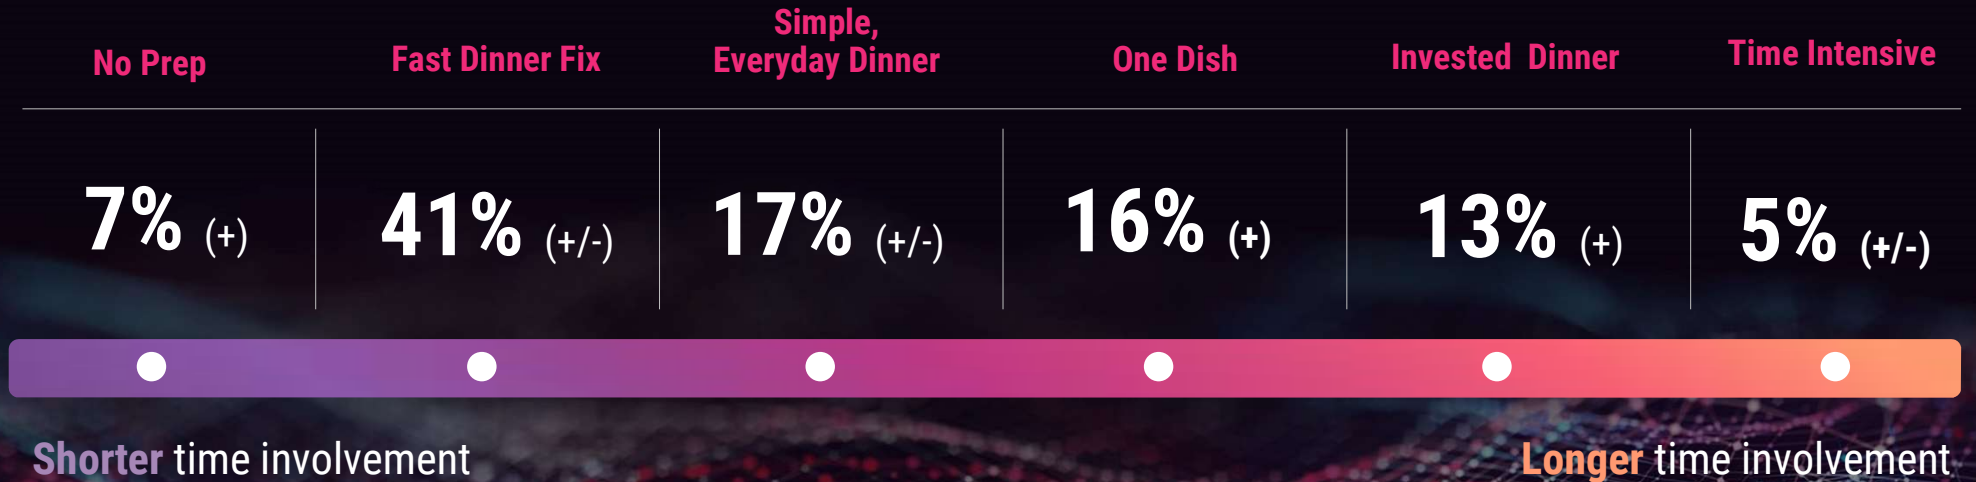 No Prep
Fast Dinner Fix
Simple,
Everyday Dinner
One Dish
Invested Dinner
Time Intensive
7% (+)
41% (+/-)
17% (+/-)
16% (+)
13% (+)
5% (+/-)
Shorter time involvement
Longer time involvement